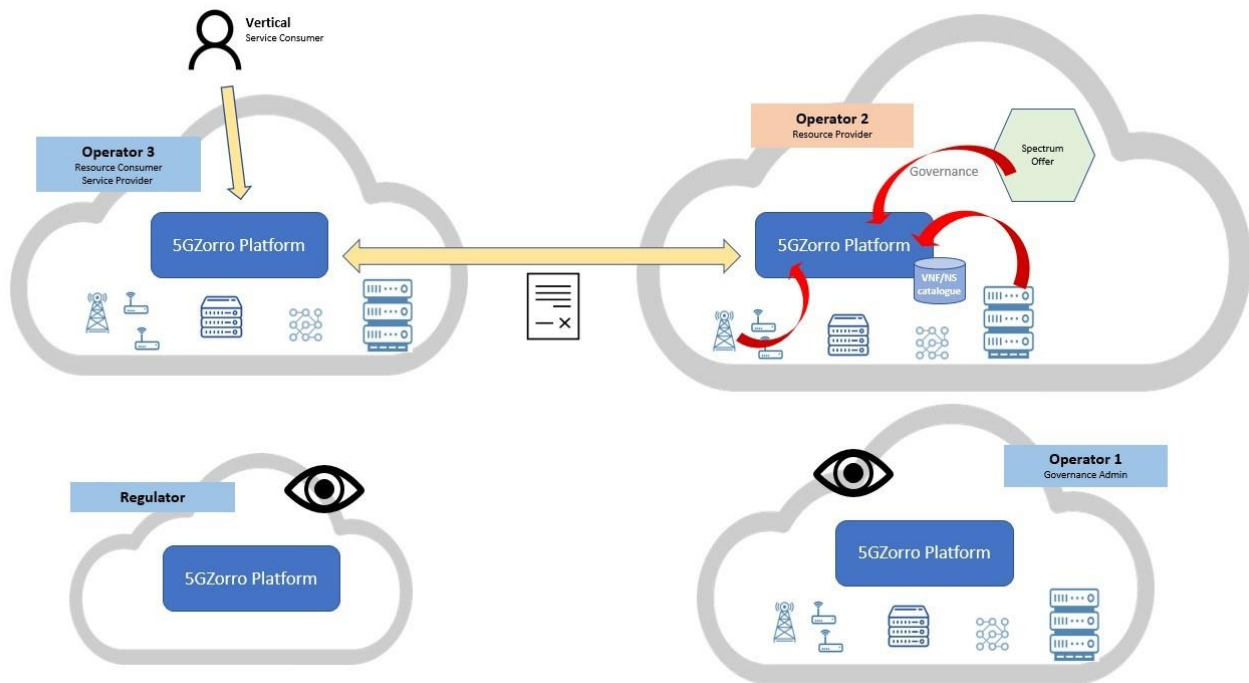 Vertical
Service Consumer
Operator 3
Resource Consumer
Service Provider
5GZorro Platform
Operator 2
Resource Provider
Spectrum
Offer
Governance
5GZorro Platform
VNF/NS
catalogue
Regulator
5GZorro Platform
Operator 1
Governance Admin
5GZorro Platform